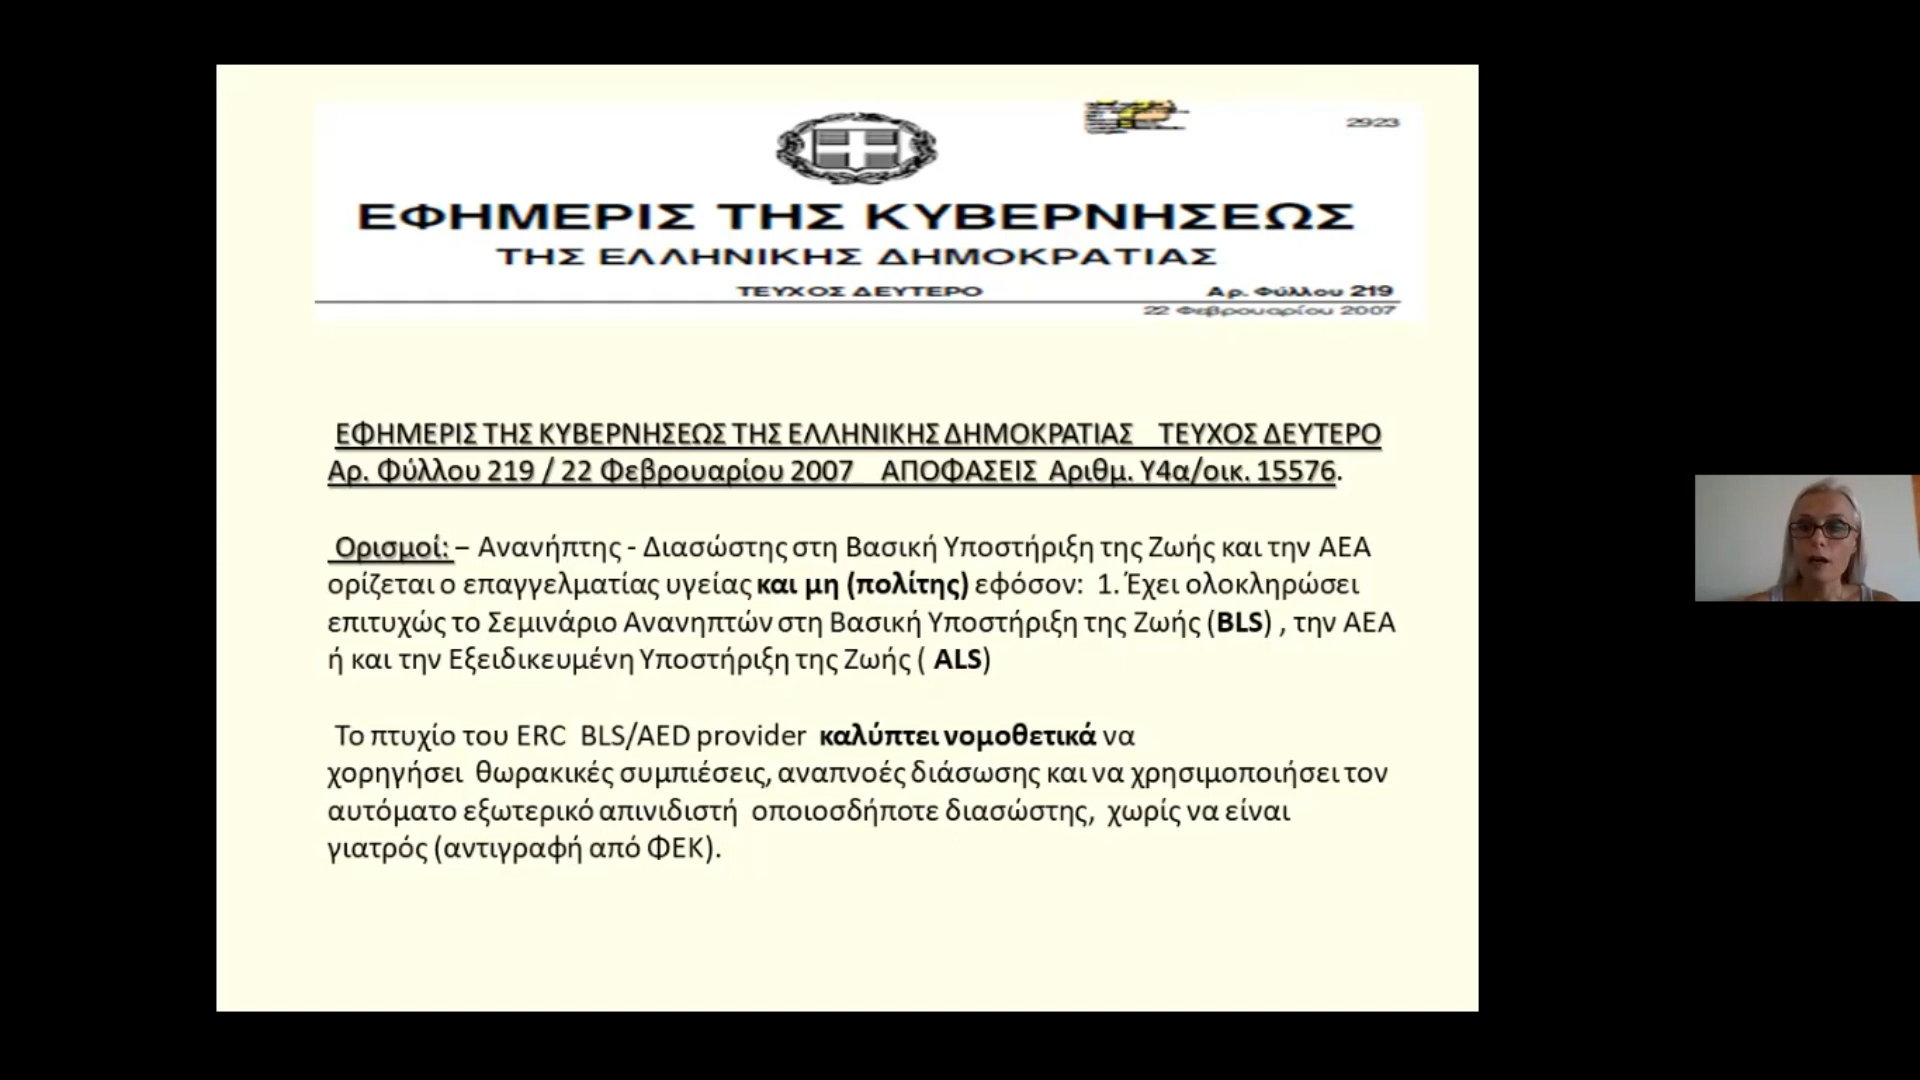 2923
ΕΦΗΜΕΡΙΣ ΤΗΣ ΚΥΒΕΡΝΗΣΕΩΣ
ΤΗΣ ΕΛΛΗΝΙΚΗΣ ΔΗΜΟΚΡΑΤΙΑΣ
ΤΕΥΧΟΣ ΔΕΥΤΕΡΟ Αρ. Φύλλου 219
22 Φεβρουαρίου 2007
ΕΦΗΜΕΡΙΣ ΤΗΣ ΚΥΒΕΡΝΗΣΕΩΣ ΤΗΣ ΕΛΛΗΝΙΚΗΣ ΔΗΜΟΚΡΑΤΙΑΣ ΤΕΥΧΟΣ ΔΕΥΤΕΡΟ
Αρ. Φύλλου 219 / 22 Φεβρουαρίου 2007 ΑΠΟΦΑΣΕΙΣ Αριθμ. Υ4α/οικ. 15576.
Ορισμοί: – Ανανήπτης - Διασώστης στη Βασική Υποστήριξη της Ζωής και την ΑΕΑ
ορίζεται ο επαγγελματίας υγείας και μη (πολίτης) εφόσον: 1. Έχει ολοκληρώσει
επιτυχώς το Σεμινάριο Ανανηπτών στη Βασική Υποστήριξη της Ζωής (BLS) , την ΑΕΑ
ή και την Εξειδικευμένη Υποστήριξη της Ζωής ( ALS)
Το πτυχίο του ERC BLS/AED provider καλύπτει νομοθετικά να
χορηγήσει θωρακικές συμπιέσεις, αναπνοές διάσωσης και να χρησιμοποιήσει τον
αυτόματο εξωτερικό απινιδιστή οποιοσδήποτε διασώστης, χωρίς να είναι
γιατρός (αντιγραφή από ΦΕΚ).